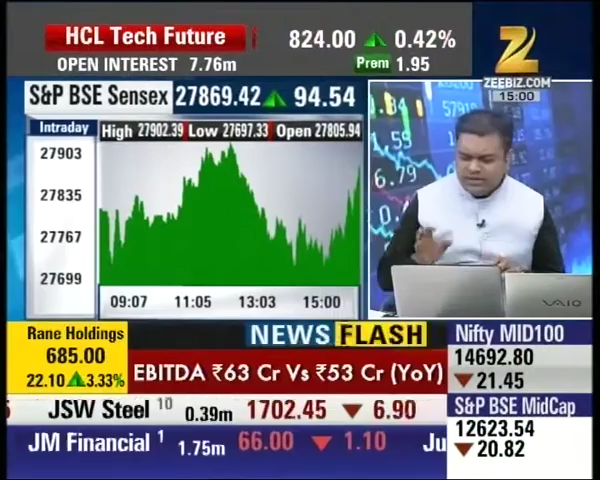 HCL Tech Future
824.00 0.42%
OPEN INTEREST 7.76m
Prem 1.95
ZEEBIZ.COM
15:00
S&P BSE Sensex 27869.42 94.54
Intraday
High 27902.39 Low 27697.33 Open 27805.94
27903
27835
27767
27699
09:07 11:05 13:03 15:00
VAIO
Rane Holdings
685.00
22.10 3.33%
NEWS FLASH
EBITDA ₹63 Cr Vs ₹53 Cr (YoY)
Nifty MID100
14692.80
21.45
S&P BSE MidCap
12623.54
20.82
5 JSW Steel 10 0.39m 1702.45 6.90
JM Financial 1 1.75m 66.00 1.10 Ju